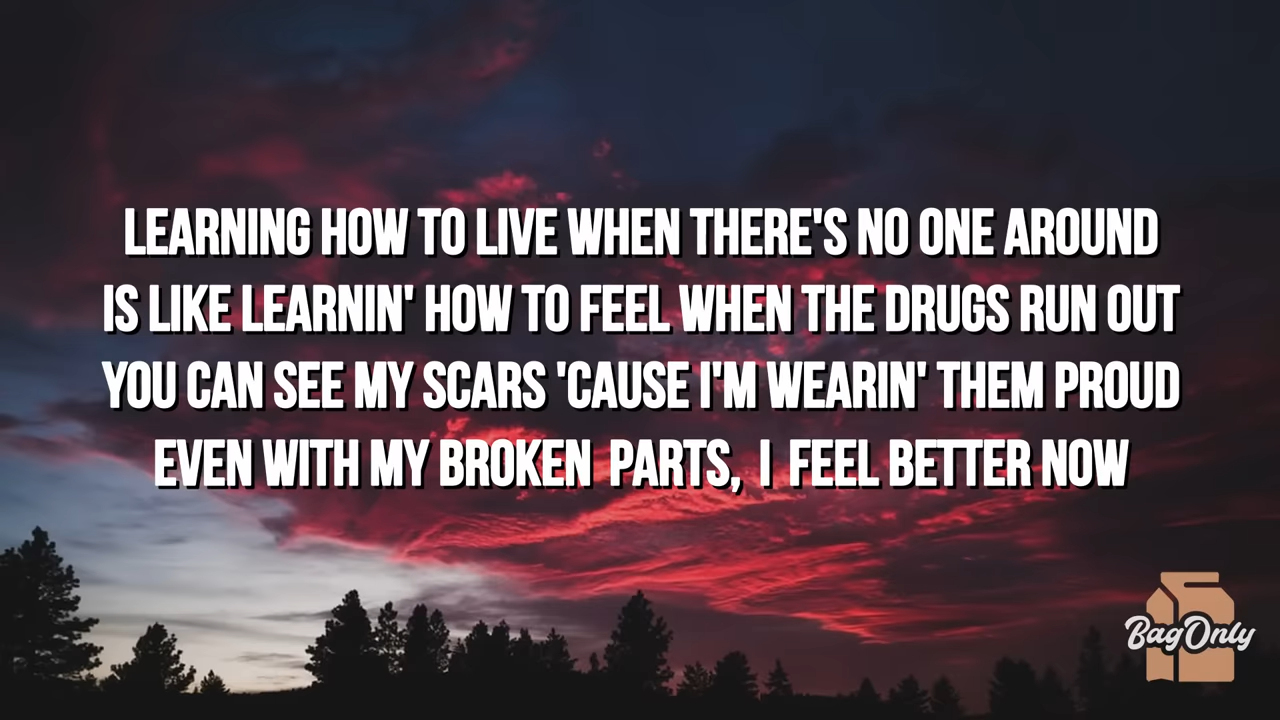 LEARNING HOW TO LIVE WHEN THERE'S NO ONE AROUND
IS LIKE LEARNIN' HOW TO FEEL WHEN THE DRUGS RUN OUT
YOU CAN SEE MY SCARS 'CAUSE I'M WEARIN' THEM PROUD
EVEN WITH MY BROKEN PARTS, I FEEL BETTER NOW
BagOnly